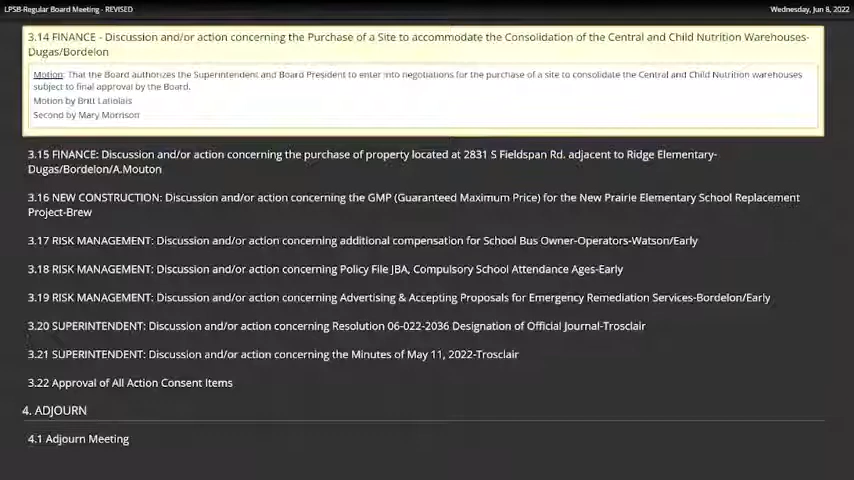 LPSB-Regular Board Meeting - REVISED
Wednesday, Jun 8, 2022
3.14 FINANCE - Discussion and/or action concerning the Purchase of a Site to accommodate the Consolidation of the Central and Child Nutrition Warehouses-
Dugas/Bordelon
Motion: That the Board authorizes the Superintendent and Board President to enter into negotiations for the purchase of a site to consolidate the Central and Child Nutrition warehouses
subject to final approval by the Board.
Motion by Britt Latiolais
Second by Mary Morrison
3.15 FINANCE: Discussion and/or action concerning the purchase of property located at 2831 S Fieldspan Rd. adjacent to Ridge Elementary-
Dugas/Bordelon/A.Mouton
3.16 NEW CONSTRUCTION: Discussion and/or action concerning the GMP (Guaranteed Maximum Price) for the New Prairie Elementary School Replacement
Project-Brew
3.17 RISK MANAGEMENT: Discussion and/or action concerning additional compensation for School Bus Owner-Operators-Watson/Early
3.18 RISK MANAGEMENT: Discussion and/or action concerning Policy File JBA, Compulsory School Attendance Ages-Early
3.19 RISK MANAGEMENT: Discussion and/or action concerning Advertising & Accepting Proposals for Emergency Remediation Services-Bordelon/Early
3.20 SUPERINTENDENT: Discussion and/or action concerning Resolution 06-022-2036 Designation of Official Journal-Trosclair
3.21 SUPERINTENDENT: Discussion and/or action concerning the Minutes of May 11, 2022-Trosclair
3.22 Approval of All Action Consent Items
4. ADJOURN
4.1 Adjourn Meeting